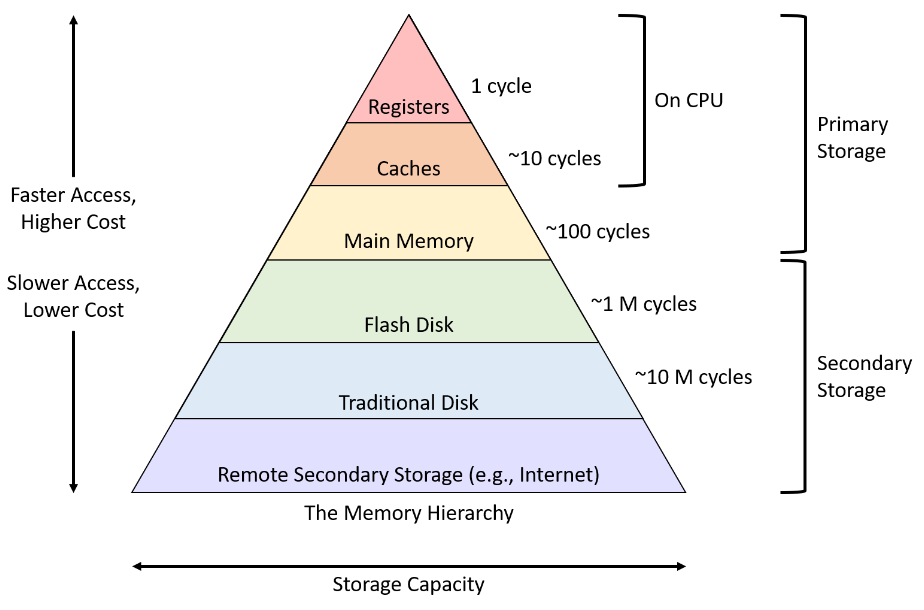 Registers
1 cycle
On CPU
Primary
Storage
Caches
~10 cycles
Faster Access,
Higher Cost
Main Memory
~100 cycles
Slower Access,
Lower Cost
Flash Disk
~1 M cycles
Traditional Disk
~10 M cycles
Secondary
Storage
Remote Secondary Storage (e.g., Internet)
The Memory Hierarchy
Storage Capacity